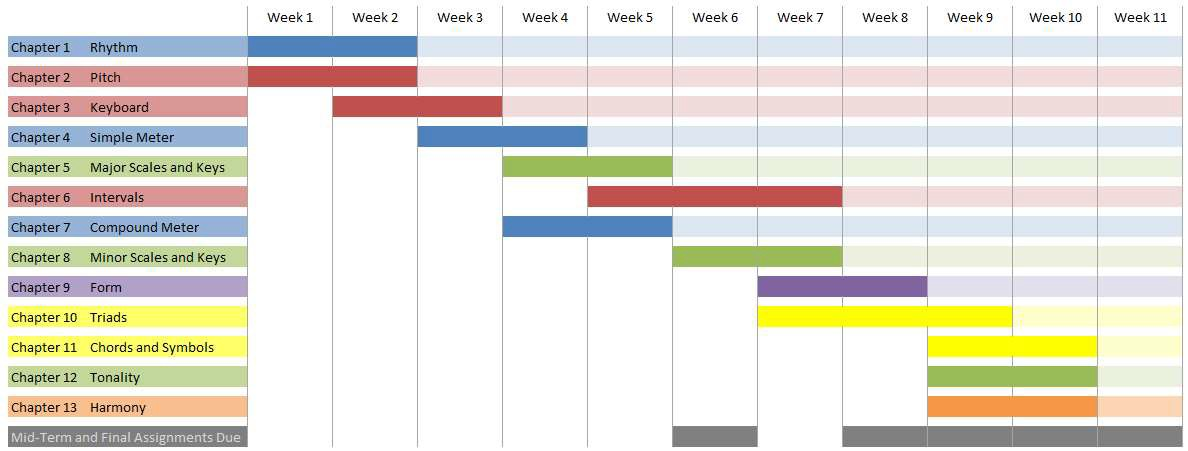 Week 1 Week 2 Week 3 Week 4 Week 5 Week 6 Week 7 Week 8 Week 9 Week 10 Week 11
Chapter 1 Rhythm
Chapter 2 Pitch
Chapter 3 Keyboard
Chapter 4 Simple Meter
Chapter 5 Major Scales and Keys
Chapter 6 Intervals
Chapter 7 Compound Meter
Chapter 8 Minor Scales and Keys
Chapter 9 Form
Chapter 10 Triads
Chapter 11 Chords and Symbols
Chapter 12 Tonality
Chapter 13 Harmony
Mid-Term and Final Assignments Due